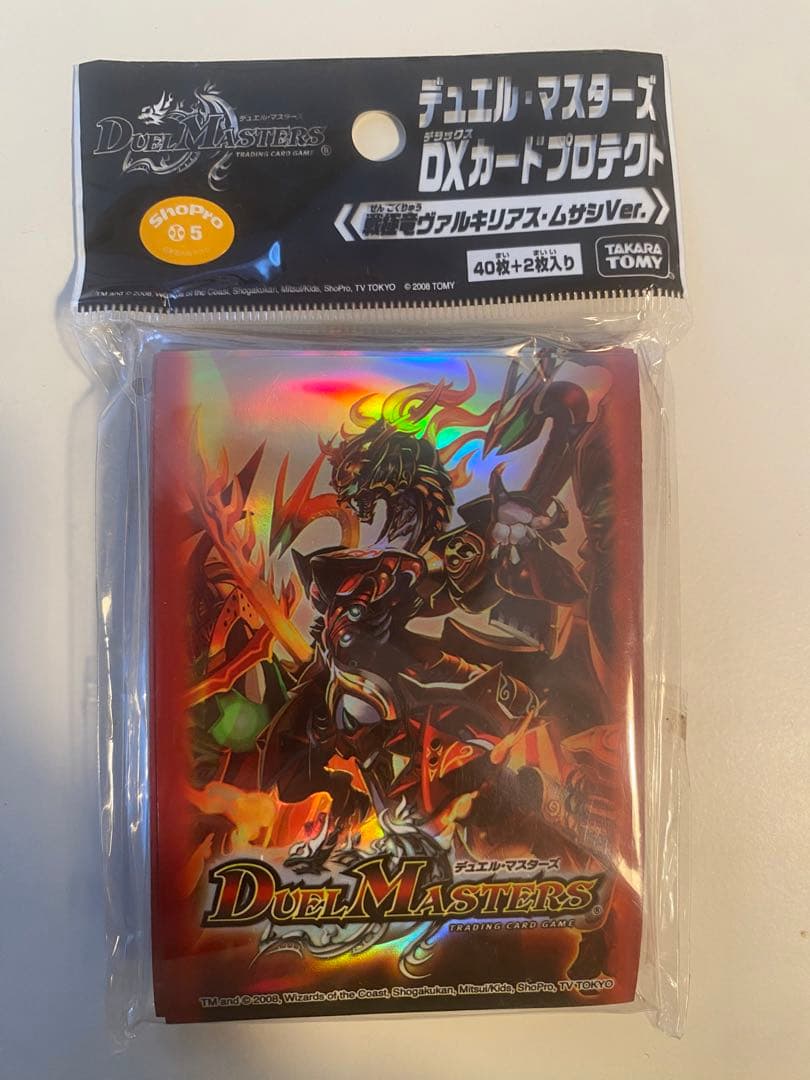 デュエル・マスターズ
DUEL MASTERS®
TRADING CARD GAME
デュエル・マスターズ
デラックス
DXカードプロテクト
せんごくりゅう
戦極竜ヴァルキリアス・ムサシVer.
まい まい
40枚+2枚入り
TAKARA TOMY
ShoPro
5
TM and © 2008, Wizards of the Coast, Shogakukan, Mitsui/Kids, ShoPro, TV TOKYO © 2008 TOMY
デュエル・マスターズ
DUEL MASTERS®
TRADING CARD GAME
TM and © 2008, Wizards of the Coast, Shogakukan, Mitsui/Kids, ShoPro, TV TOKYO